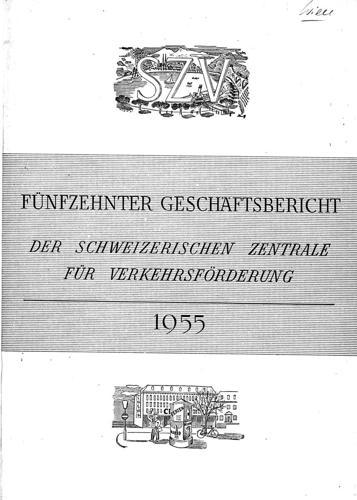 SZV
FÜNFZEHNTER GESCHÄFTSBERICHT
DER SCHWEIZERISCHEN ZENTRALE
FÜR VERKEHRSFÖRDERUNG
1955